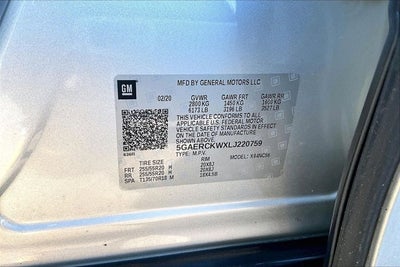 GM
MFD BY GENERAL MOTORS LLC
02/20 GVWR GAWR FRT GAWR RR
2800 KG 1450 KG 1600 KG
6173 LB 3196 LB 3527 LB
THIS VEHICLE CONFORMS TO ALL
APPLICABLE U.S. FEDERAL MOTOR
VEHICLE SAFETY STANDARDS IN EFFECT
ON THE DATE OF MANUFACTURE
SHOWN ABOVE.
5GAERCKWXLJ220759
TYPE: M.P.V. MODEL:
TIRE SIZE RIM
FRT 255/55R20 H 20X8J
RR 255/55R20 H 20X8J
SPA T135/70R18 M 18X4.5B